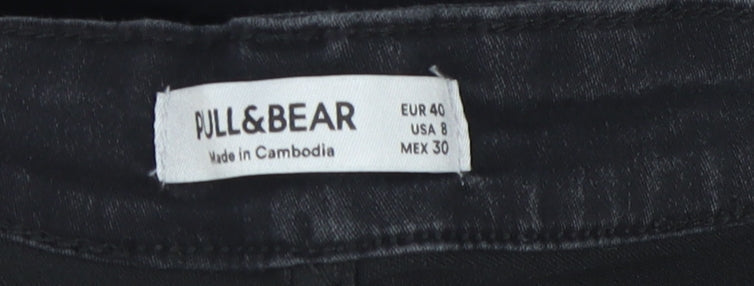 PULL&BEAR
Made in Cambodia
EUR 40
USA 8
MEX 30